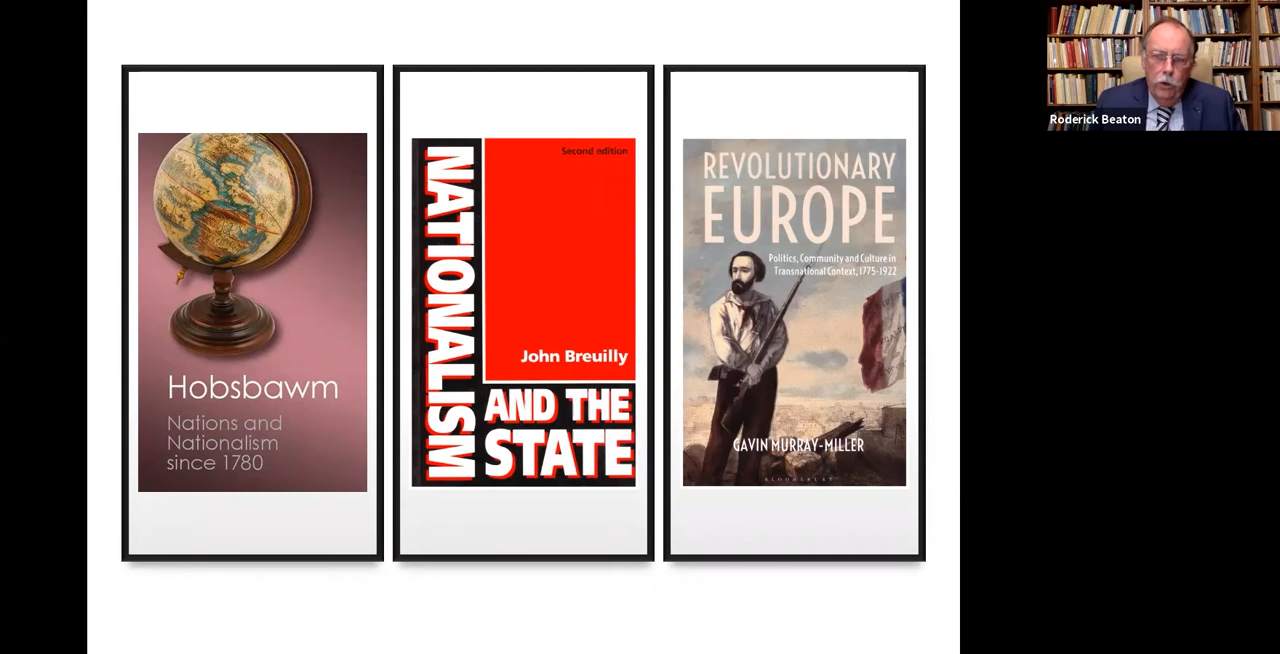 Hobsbawm
Nations and
Nationalism
since 1780
NATIONALISM
Second edition
John Breuilly
AND THE
STATE
REVOLUTIONARY
EUROPE
Politics, Community and Culture in
Transnational Context, 1775-1922
GAVIN MURRAY-MILLER
BLOOMSBURY
Roderick Beaton